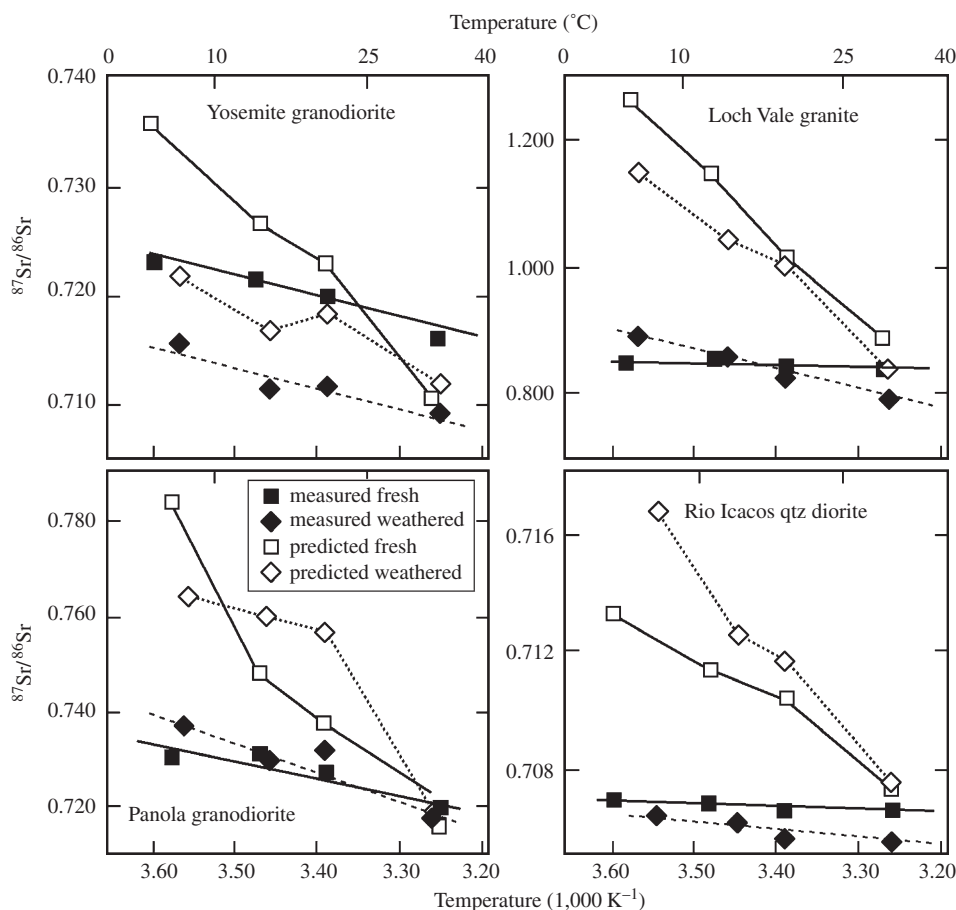 Temperature (˚C)
0 10 25 40 0 10 25 40
0.740
0.730
0.720
0.710
⁸⁷Sr/⁸⁶Sr
Yosemite granodiorite
1.200
1.000
0.800
Loch Vale granite
0.780
0.760
0.740
0.720
⁸⁷Sr/⁸⁶Sr
measured fresh
measured weathered
predicted fresh
predicted weathered
Panola granodiorite
0.716
0.712
0.708
Rio Icacos qtz diorite
3.60 3.50 3.40 3.30 3.20 3.60 3.50 3.40 3.30 3.20
Temperature (1,000 K⁻¹)